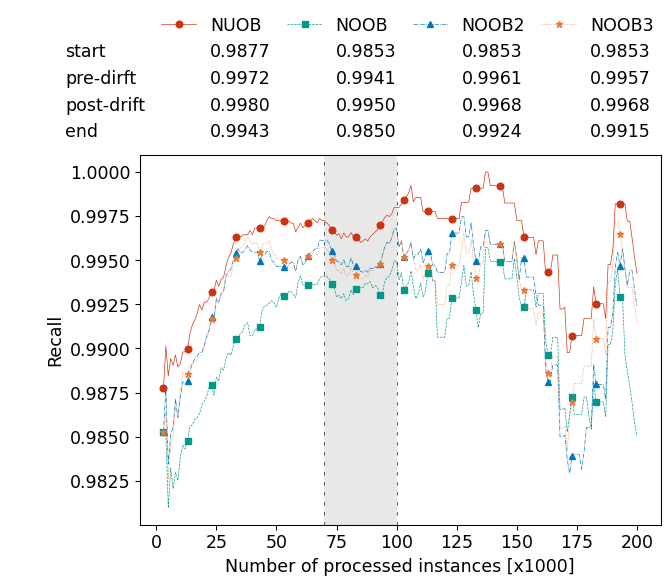 NUOB NOOB NOOB2 NOOB3
start 0.9877 0.9853 0.9853 0.9853
pre-dirft 0.9972 0.9941 0.9961 0.9957
post-drift 0.9980 0.9950 0.9968 0.9968
end 0.9943 0.9850 0.9924 0.9915
1.0000
0.9975
0.9950
0.9925
0.9900
0.9875
0.9850
0.9825
Recall
0 25 50 75 100 125 150 175 200
Number of processed instances [x1000]